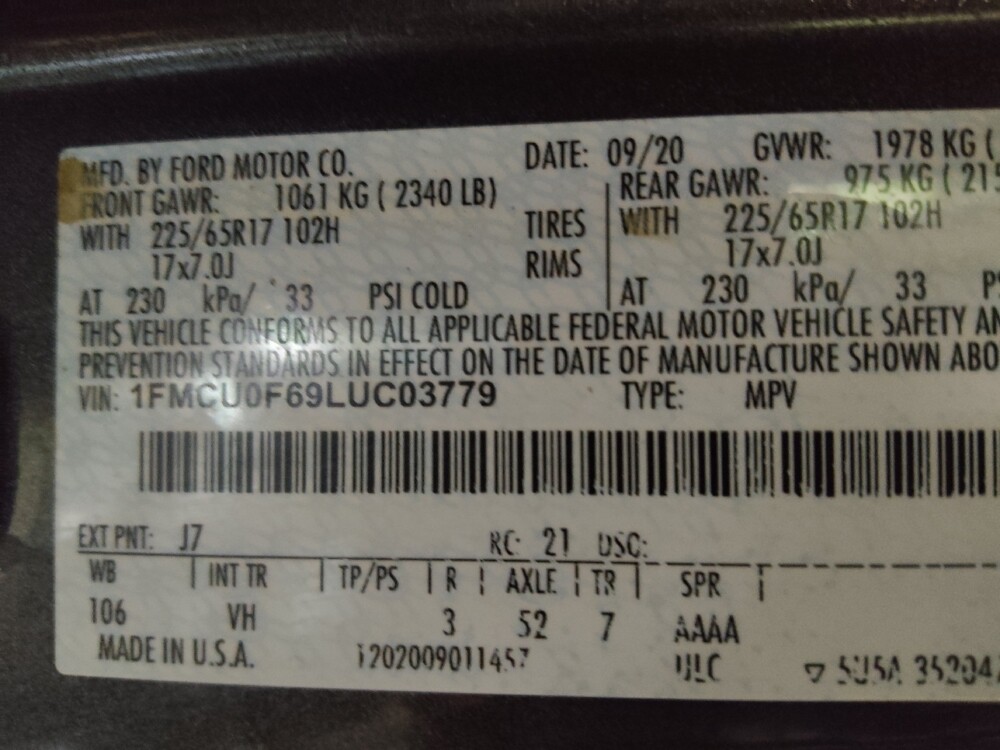 MFD. BY FORD MOTOR CO. DATE: 09/20 GVWR: 1978 KG (
FRONT GAWR: 1061 KG ( 2340 LB) REAR GAWR: 975 KG ( 215
WITH 225/65R17 102H TIRES WITH 225/65R17 102H
17x7.0J RIMS 17x7.0J
AT 230 kPa/ 33 PSI COLD AT 230 kPa/ 33
THIS VEHICLE CONFORMS TO ALL APPLICABLE FEDERAL MOTOR VEHICLE SAFETY
PREVENTION STANDARDS IN EFFECT ON THE DATE OF MANUFACTURE SHOWN ABO
VIN: 1FMCU0F69LUC03779 TYPE: MPV
EXT PNT: J7 RC: 21 DSO:
WB | INT TR | TP/PS | R | AXLE | TR | SPR |
106 VH 3 52 7 AAAA
MADE IN U.S.A. 1202009011457 ULC